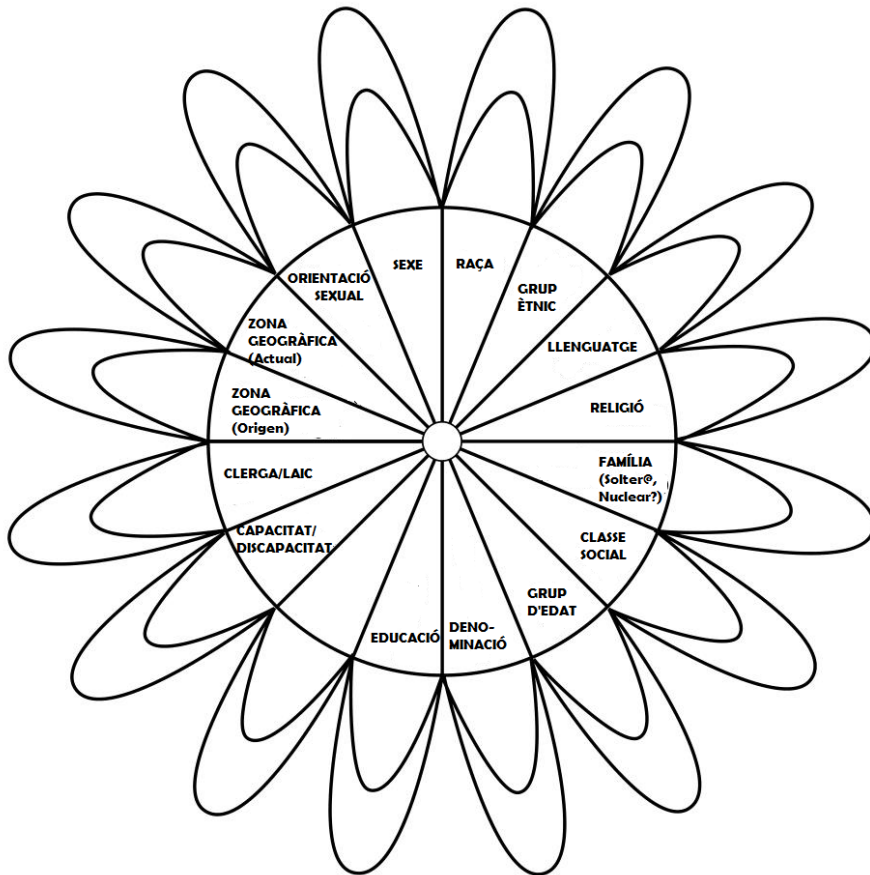 SEXE
RAÇA
GRUP
ÈTNIC
LLENGUATGE
RELIGIÓ
FAMÍLIA
(Solter@,
Nuclear?)
CLASSE
SOCIAL
GRUP
D'EDAT
DENO-
MINACIÓ
EDUCACIÓ
CAPACITAT/
DISCAPACITAT
CLERGA/LAIC
ZONA
GEOGRÀFICA
(Origen)
ZONA
GEOGRÀFICA
(Actual)
ORIENTACIÓ
SEXUAL